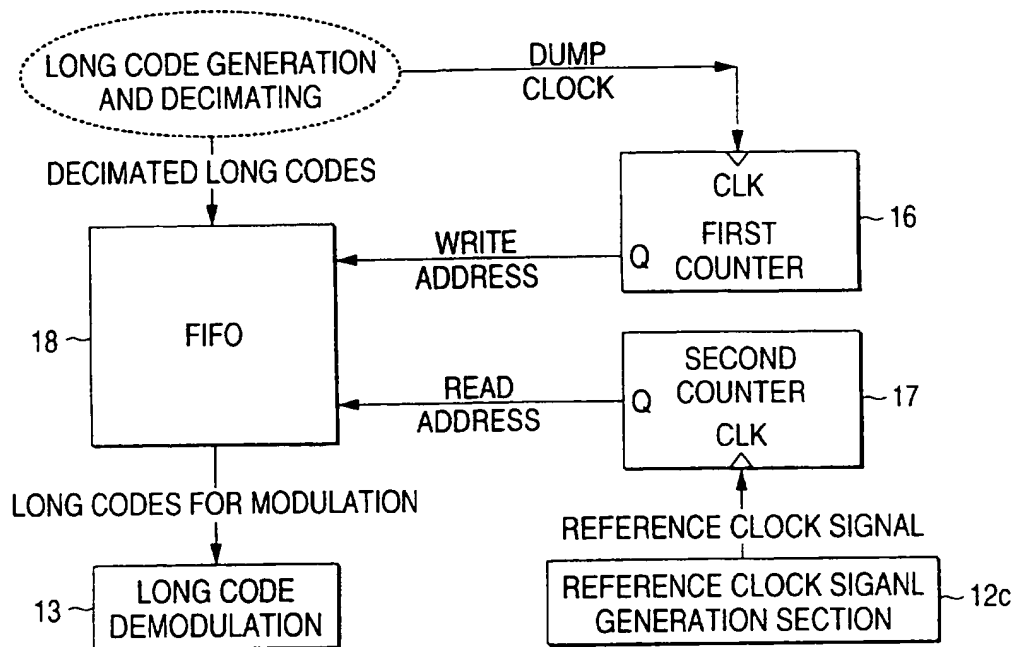 LONG CODE GENERATION
AND DECIMATING
DUMP
CLOCK
DECIMATED LONG CODES
CLK
FIRST
COUNTER
Q
16
WRITE
ADDRESS
FIFO
18
SECOND
COUNTER
Q
CLK
17
READ
ADDRESS
LONG CODES FOR MODULATION
REFERENCE CLOCK SIGNAL
13
LONG CODE
DEMODULATION
REFERENCE CLOCK SIGANL
GENERATION SECTION
12c